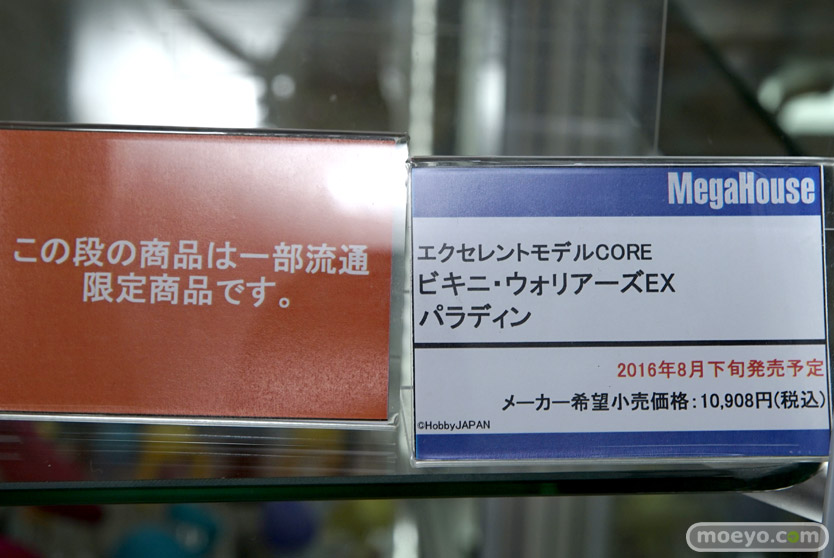 この段の商品は一部流通
限定商品です。
MegaHouse
エクセレントモデルCORE
ビキニ・ウォリアーズEX
パラディン
2016年8月下旬発売予定
メーカー希望小売価格:10,908円(税込)
©HobbyJAPAN
moeyo.com